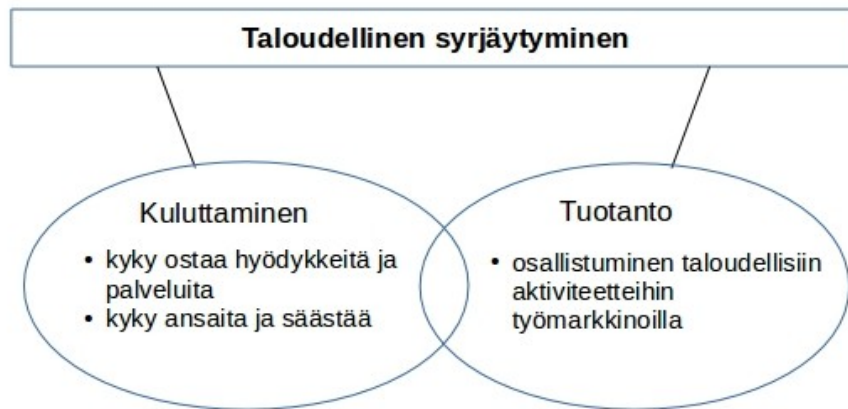 Taloudellinen syrjäytyminen
Kuluttaminen
• kyky ostaa hyödykkeitä ja
palveluita
• kyky ansaita ja säästää
Tuotanto
• osallistuminen taloudellisiin
aktiviteetteihin
työmarkkinoilla